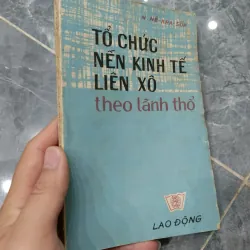 TỔ CHỨC
NỀN KINH TẾ
LIÊN XÔ
theo lãnh thổ
LAO ĐỘNG